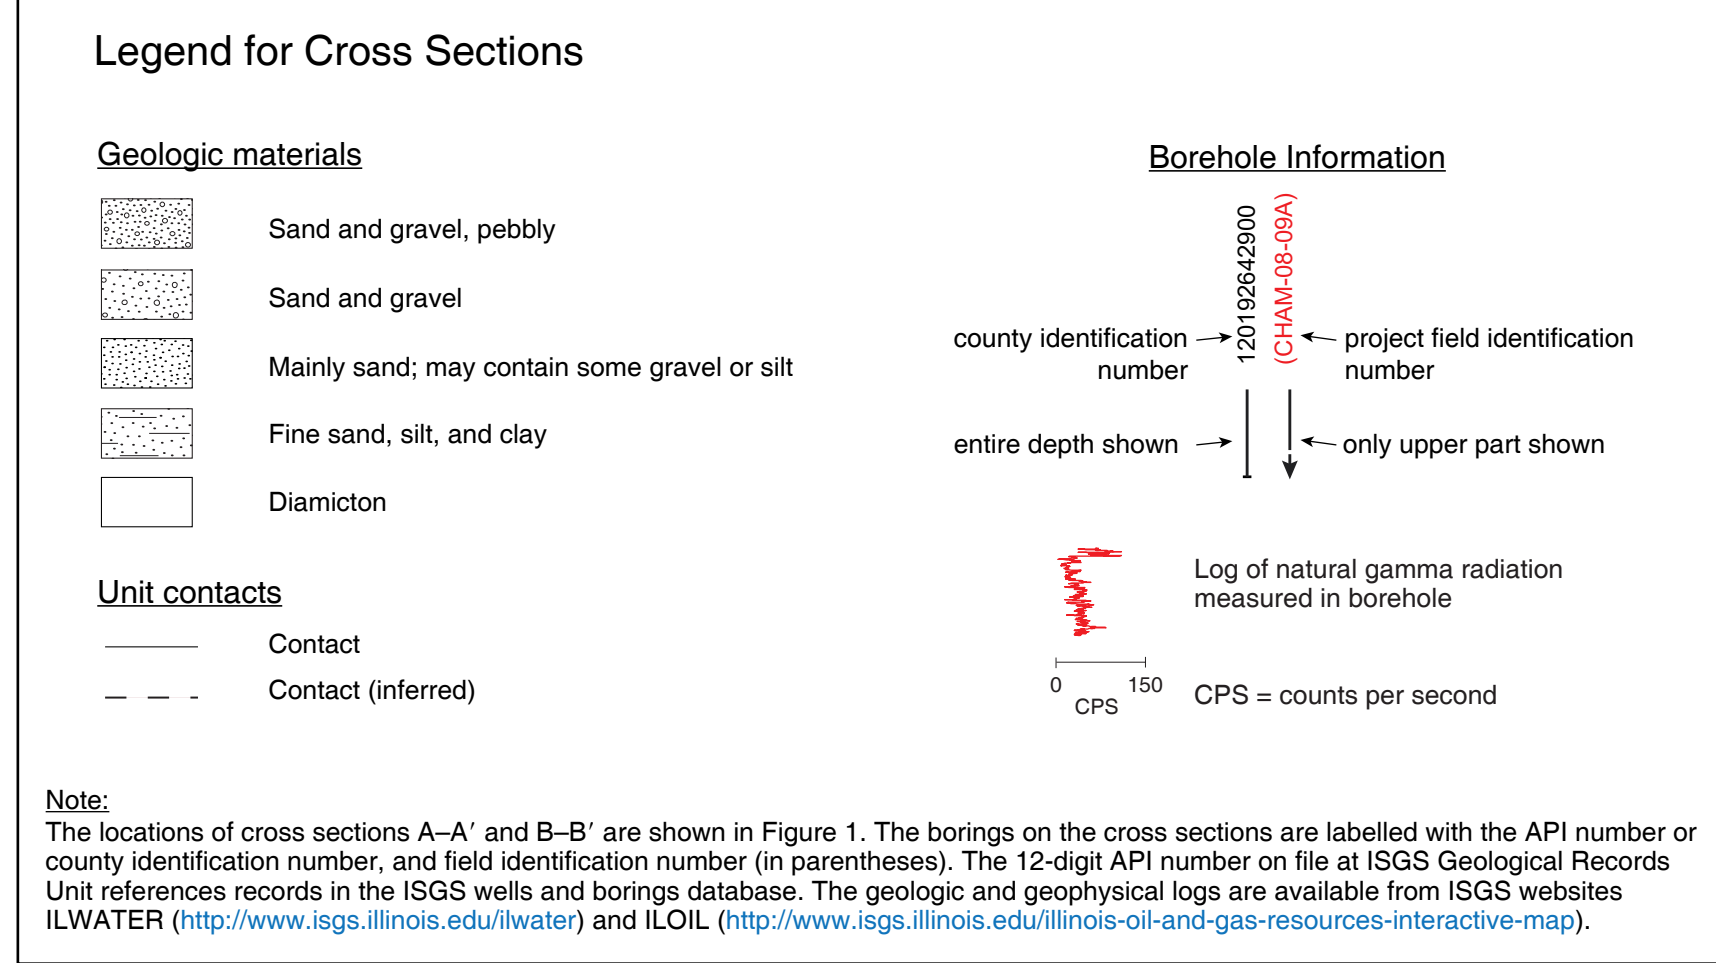 Legend for Cross Sections
Geologic materials
Sand and gravel, pebbly
Sand and gravel
Mainly sand; may contain some gravel or silt
Fine sand, silt, and clay
Diamicton
Unit contacts
Contact
Contact (inferred)
Borehole Information
120192642900
(CHAM-08-09A)
county identification
number
project field identification
number
entire depth shown
only upper part shown
Log of natural gamma radiation
measured in borehole
0 150
CPS
CPS = counts per second
Note:
The locations of cross sections A–A′ and B–B′ are shown in Figure 1. The borings on the cross sections are labelled with the API number or
county identification number, and field identification number (in parentheses). The 12-digit API number on file at ISGS Geological Records
Unit references records in the ISGS wells and borings database. The geologic and geophysical logs are available from ISGS websites
ILWATER (http://www.isgs.illinois.edu/ilwater) and ILOIL (http://www.isgs.illinois.edu/illinois-oil-and-gas-resources-interactive-map).